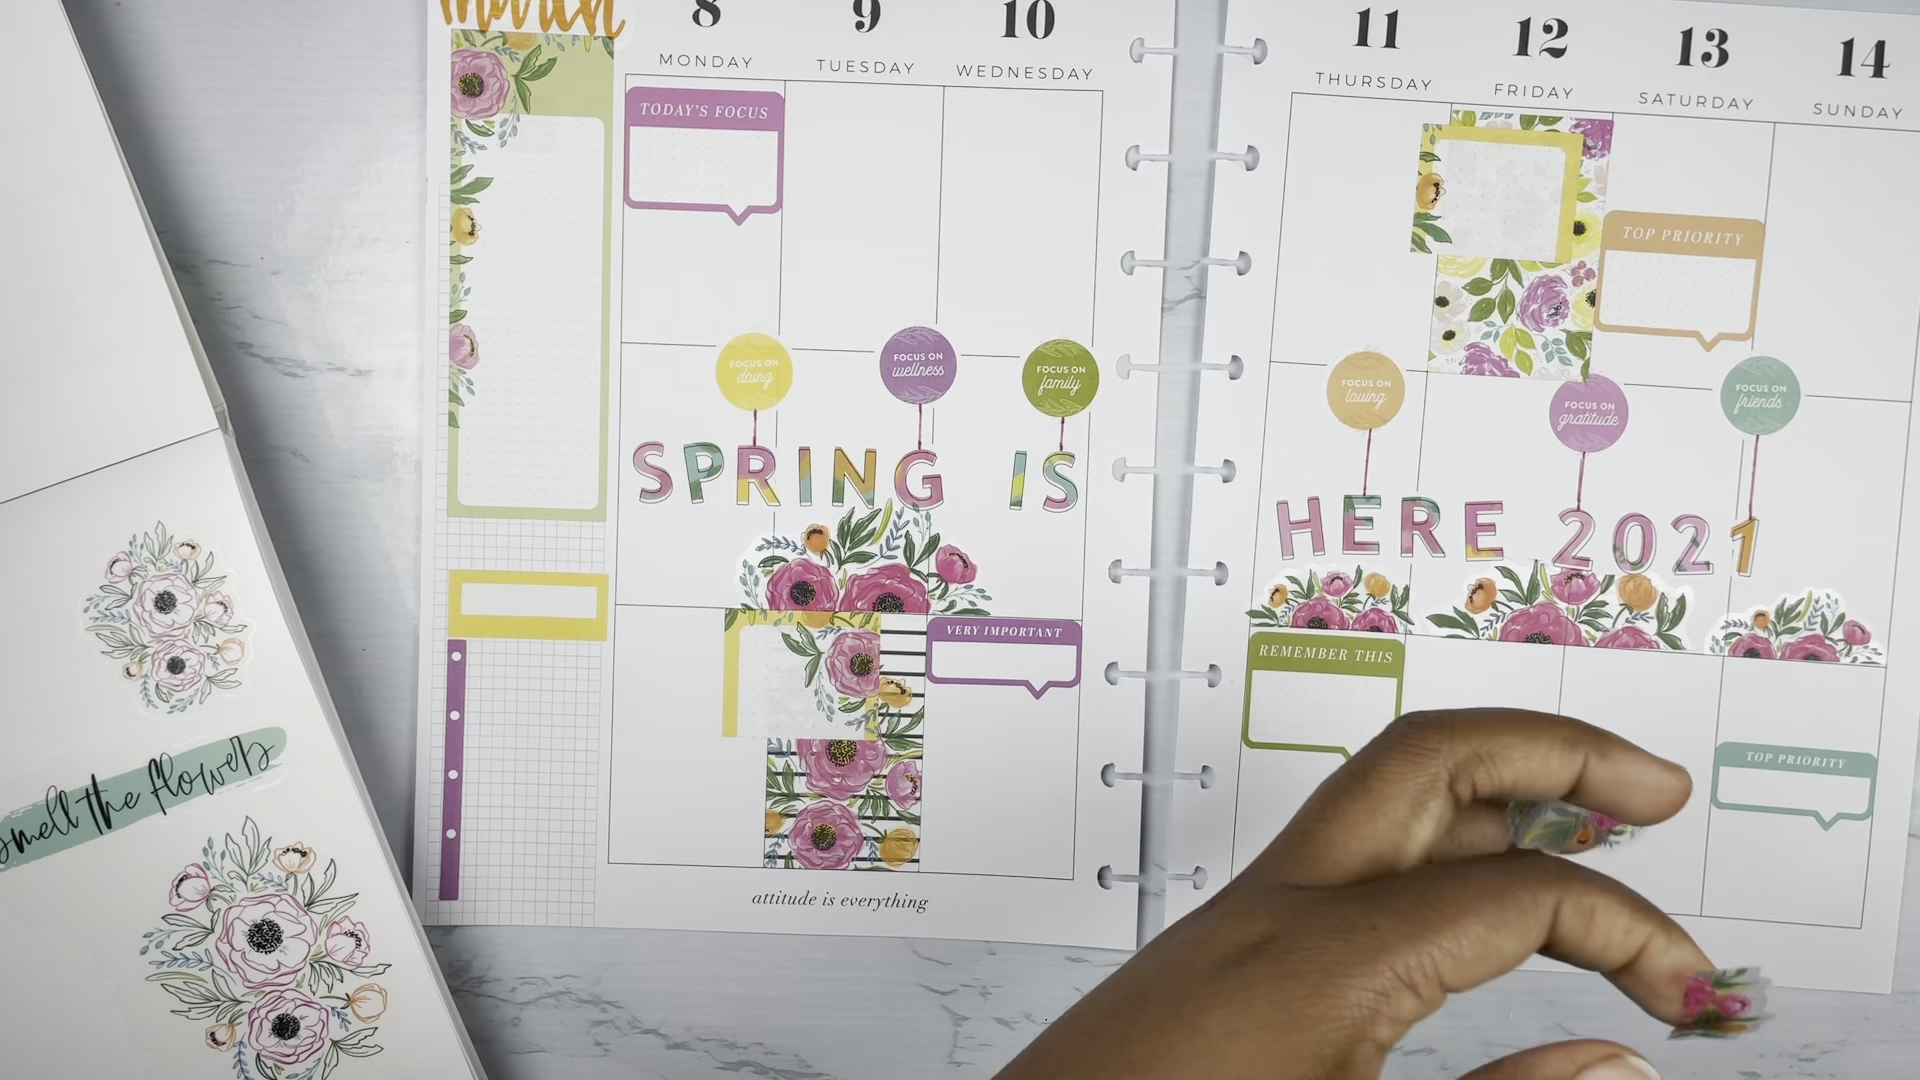 march
8
MONDAY
9
TUESDAY
10
WEDNESDAY
11
THURSDAY
12
FRIDAY
13
SATURDAY
14
SUNDAY
TODAY'S FOCUS
TOP PRIORITY
FOCUS ON
doing
FOCUS ON
wellness
FOCUS ON
family
FOCUS ON
loving
FOCUS ON
gratitude
FOCUS ON
friends
SPRING IS
HERE 2021
VERY IMPORTANT
REMEMBER THIS
TOP PRIORITY
smell the flowers
attitude is everything